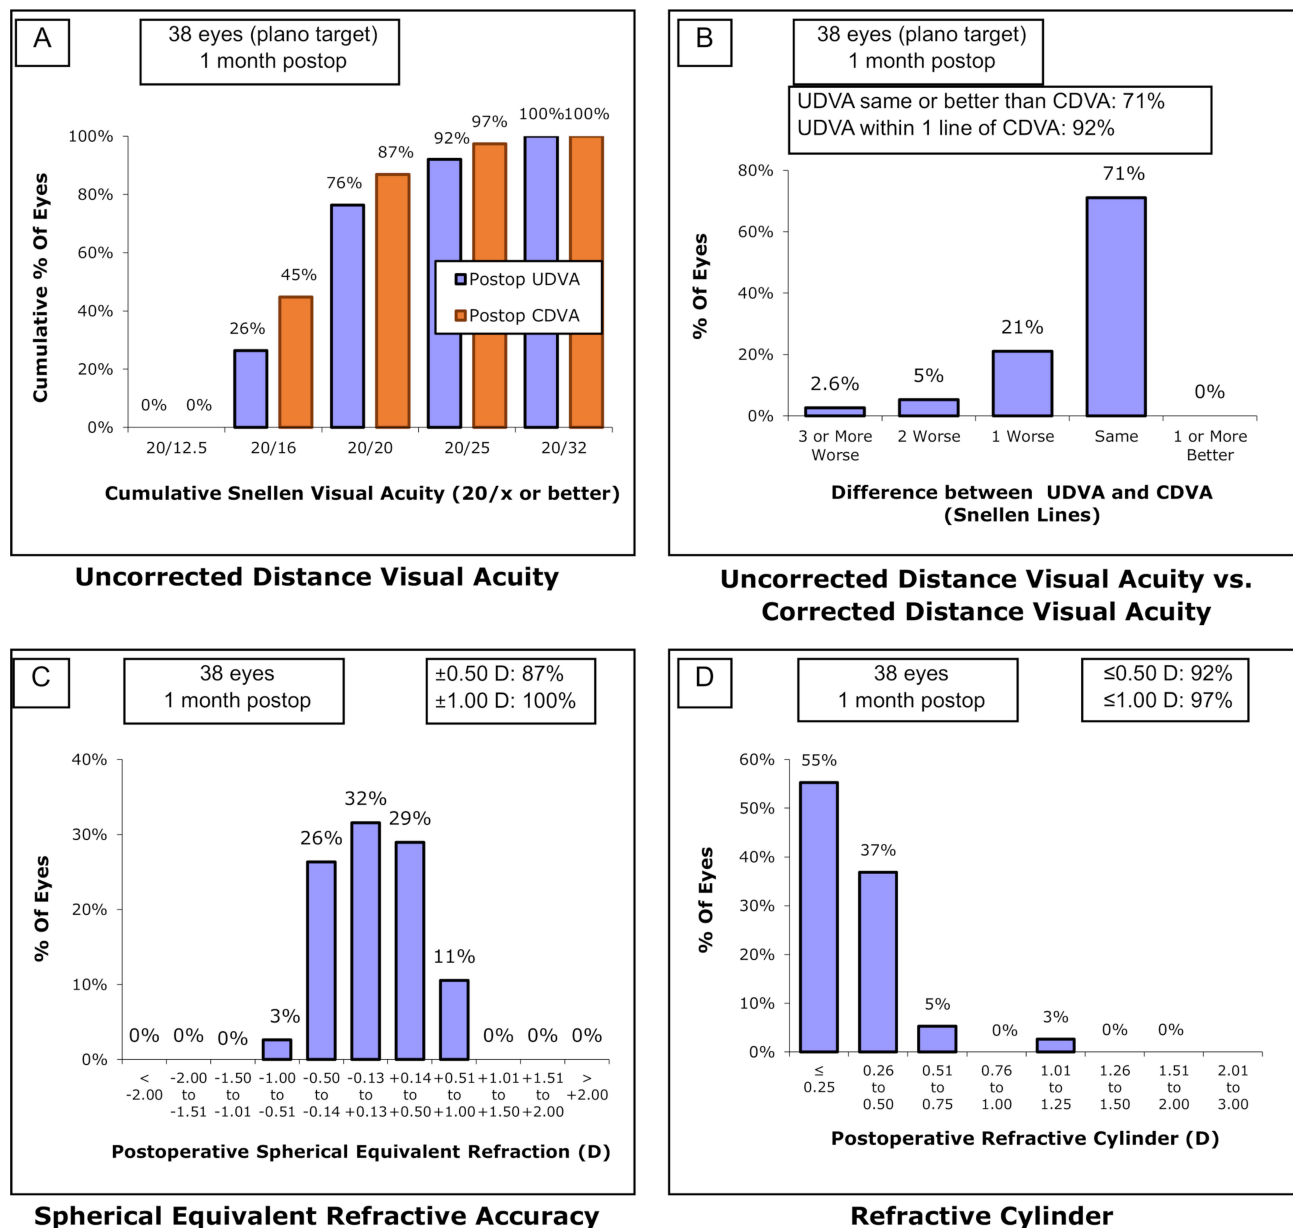 A
38 eyes (plano target)
1 month postop
100%
80%
60%
40%
20%
0%
Cumulative % Of Eyes
0% 0%
26% 45%
76% 87%
92% 97%
100% 100%
Postop UDVA
Postop CDVA
20/12.5 20/16 20/20 20/25 20/32
Cumulative Snellen Visual Acuity (20/x or better)
Uncorrected Distance Visual Acuity
B
38 eyes (plano target)
1 month postop
UDVA same or better than CDVA: 71%
UDVA within 1 line of CDVA: 92%
80%
60%
40%
20%
0%
% Of Eyes
2.6% 5% 21% 71% 0%
3 or More 2 Worse 1 Worse Same 1 or More
Worse Better
Difference between UDVA and CDVA
(Snellen Lines)
Uncorrected Distance Visual Acuity vs.
Corrected Distance Visual Acuity
C
38 eyes
1 month postop
±0.50 D: 87%
±1.00 D: 100%
40%
30%
20%
10%
0%
% Of Eyes
0% 0% 0% 3% 26% 32% 29% 11% 0% 0% 0%
< -2.00 -1.50 -1.00 -0.50 -0.13 +0.14 +0.51 +1.01 +1.51 >
-2.00 to to to to to to to to to +2.00
-1.51 -1.01 -0.51 -0.14 +0.13 +0.50 +1.00 +1.50 +2.00
Postoperative Spherical Equivalent Refraction (D)
Spherical Equivalent Refractive Accuracy
D
38 eyes
1 month postop
≤0.50 D: 92%
≤1.00 D: 97%
60%
50%
40%
30%
20%
10%
0%
% Of Eyes
55% 37% 5% 0% 3% 0% 0%
≤ 0.26 0.51 0.76 1.01 1.26 1.51 2.01
0.25 to to to to to to to
0.50 0.75 1.00 1.25 1.50 2.00 3.00
Postoperative Refractive Cylinder (D)
Refractive Cylinder